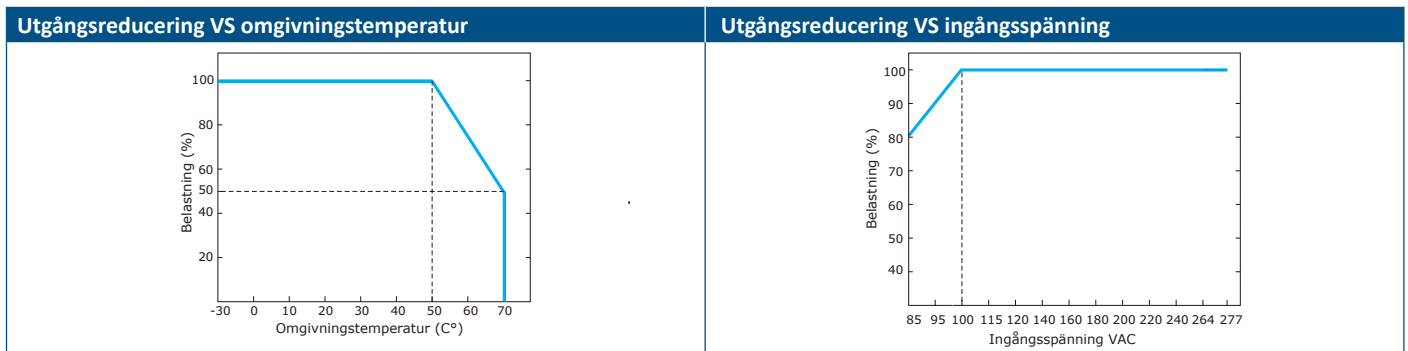 Utgångsreducering VS omgivningstemperatur
100
80
60
50
40
20
Belastning (%)
-30 0 10 20 30 40 50 60 70
Omgivningstemperatur (C°)
Utgångsreducering VS ingångsspänning
100
90
80
70
60
50
40
Belastning (%)
85 95 100 115 120 140 160 180 200 220 240 264 277
Ingångsspänning VAC